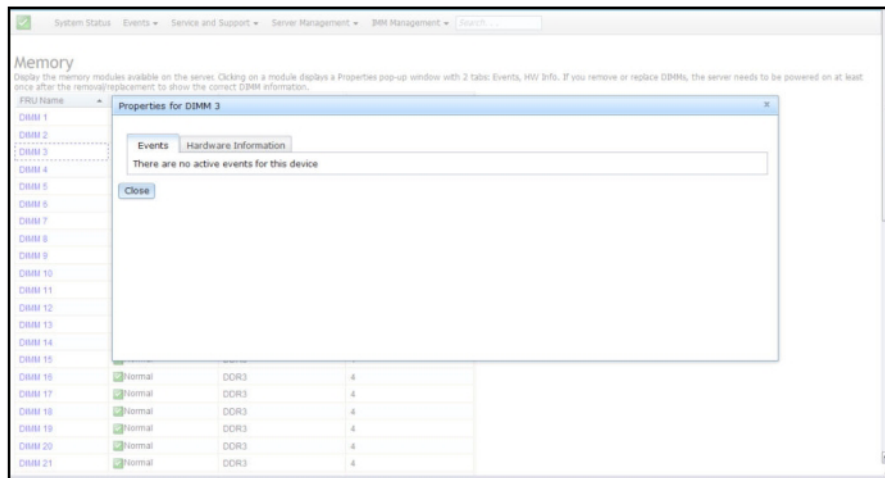 System Status Events Service and Support Server Management IMM Management Search...
Memory
Display the memory modules available on the server. Clicking on a module displays a Properties pop-up window with 2 tabs: Events, HW Info. If you remove or replace DIMMs, the server needs to be powered on at least
once after the removal/replacement to show the correct DIMM information.
FRU Name
Properties for DIMM 3 x
DIMM 1
DIMM 2
Events Hardware Information
DIMM 3
There are no active events for this device
DIMM 4
DIMM 5
Close
DIMM 6
DIMM 7
DIMM 8
DIMM 9
DIMM 10
DIMM 11
DIMM 12
DIMM 13
DIMM 14
DIMM 15
DIMM 16 Normal DDR3 4
DIMM 17 Normal DDR3 4
DIMM 18 Normal DDR3 4
DIMM 19 Normal DDR3 4
DIMM 20 Normal DDR3 4
DIMM 21 Normal DDR3 4